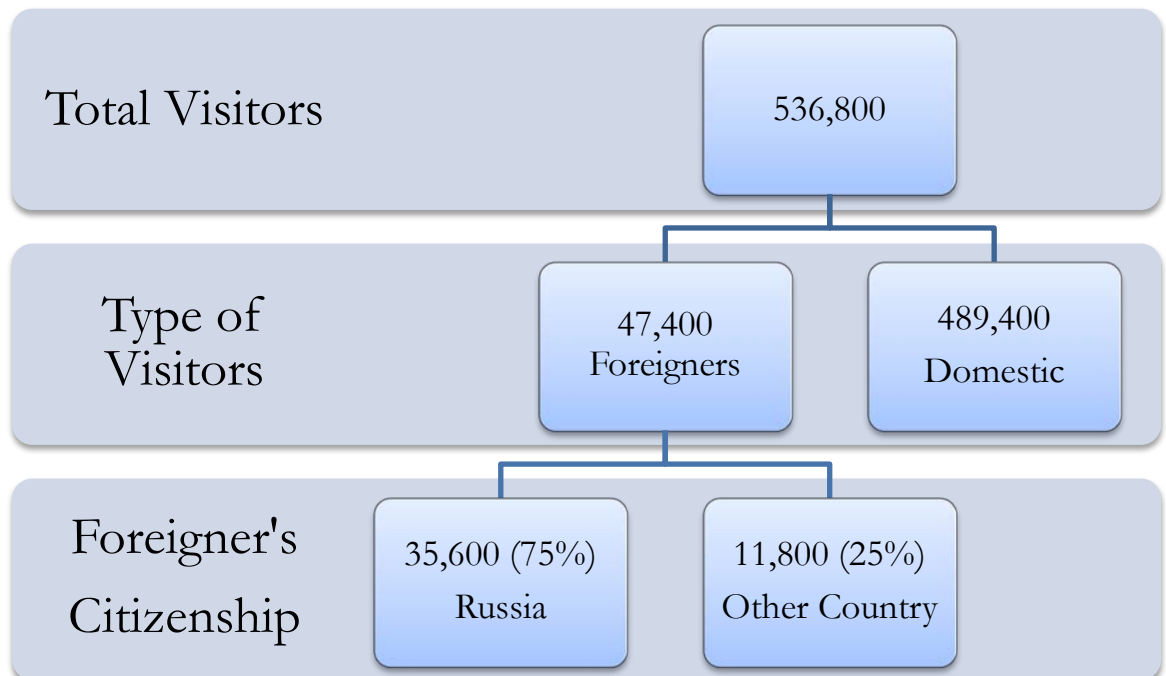 Total Visitors
536,800
Type of
Visitors
47,400
Foreigners
489,400
Domestic
Foreigner's
Citizenship
35,600 (75%)
Russia
11,800 (25%)
Other Country